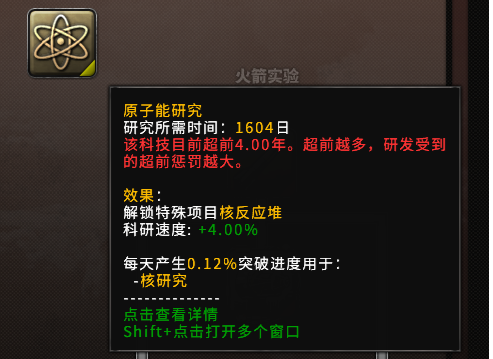 火箭实验
原子能研究
研究所需时间：1604日
该科技目前超前4.00年。超前越多，研发受到
的超前惩罚越大。
效果：
解锁特殊项目核反应堆
科研速度: +4.00%
每天产生0.12%突破进度用于：
-核研究
--------------
点击查看详情
Shift+点击打开多个窗口